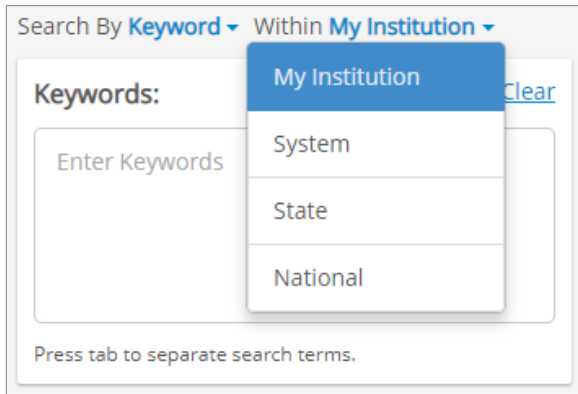 Search By Keyword Within My Institution
My Institution
Keywords:
Clear
System
Enter Keywords
State
National
Press tab to separate search terms.